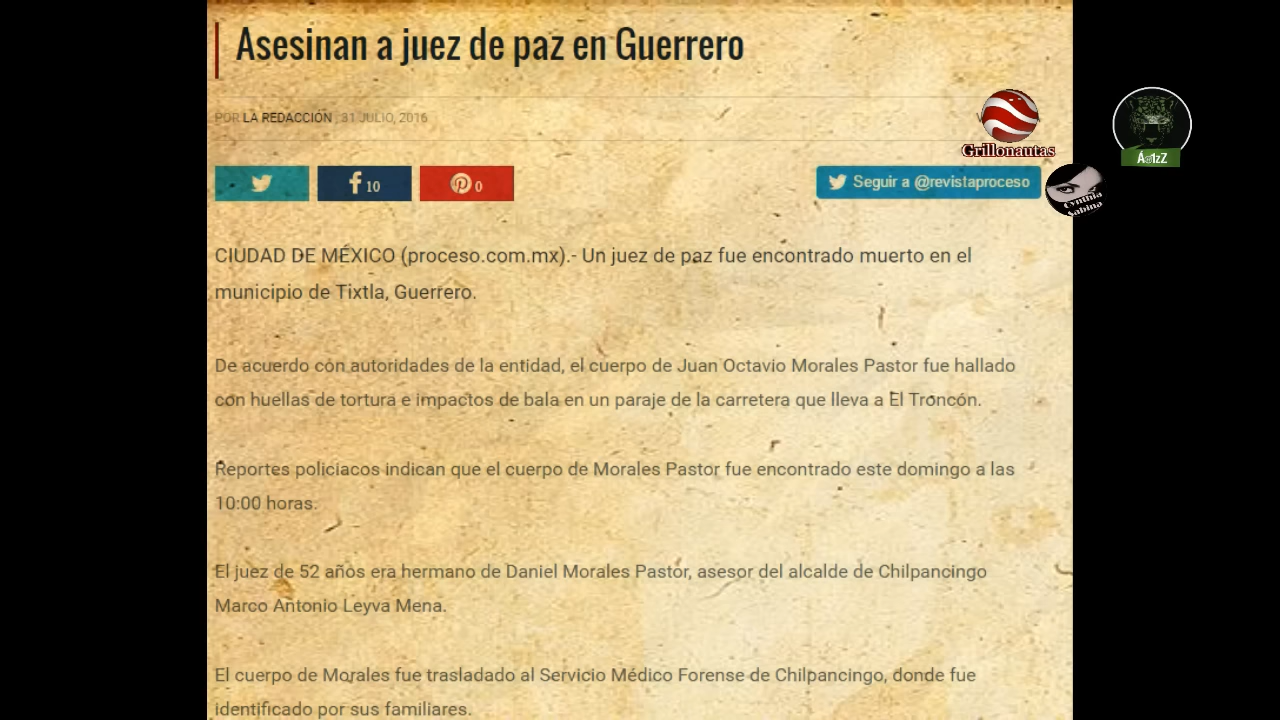 Asesinan a juez de paz en Guerrero
POR LA REDACCIÓN , 31 JULIO, 2016
Grillonautas
10
0
Seguir a @revistaproceso
Cynthia
Sabina
CIUDAD DE MÉXICO (proceso.com.mx).- Un juez de paz fue encontrado muerto en el
municipio de Tixtla, Guerrero.
De acuerdo con autoridades de la entidad, el cuerpo de Juan Octavio Morales Pastor fue hallado
con huellas de tortura e impactos de bala en un paraje de la carretera que lleva a El Troncón.
Reportes policiacos indican que el cuerpo de Morales Pastor fue encontrado este domingo a las
10:00 horas.
El juez de 52 años era hermano de Daniel Morales Pastor, asesor del alcalde de Chilpancingo
Marco Antonio Leyva Mena.
El cuerpo de Morales fue trasladado al Servicio Médico Forense de Chilpancingo, donde fue
identificado por sus familiares.